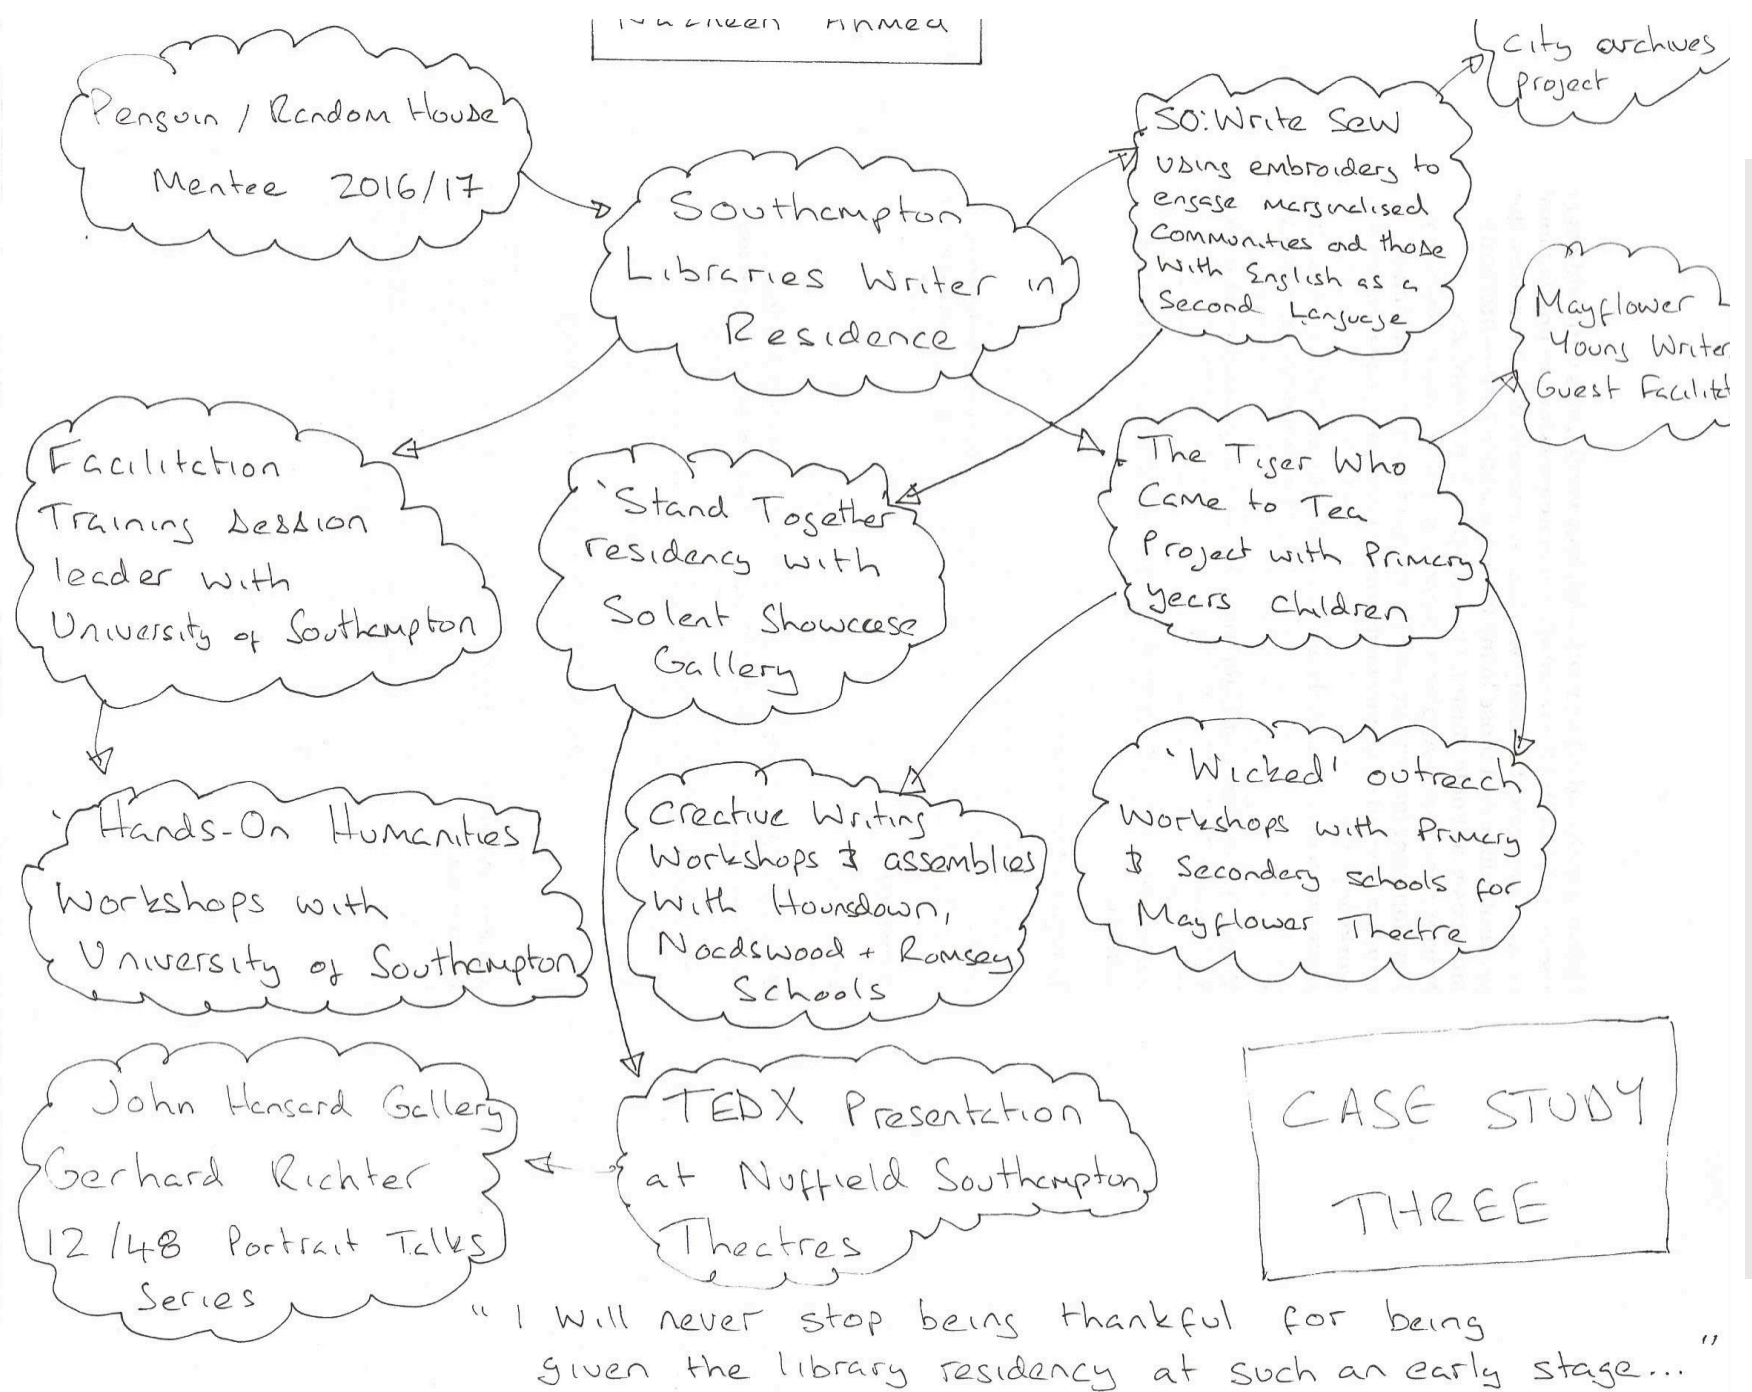 Nazneen Ahmed
City archives
Project
Penguin / Random House
Mentee 2016/17
Southampton
Libraries Writer in
Residence
SO:Write Sew
Using embroidery to
engage marginalised
Communities and those
With English as a
Second Language
Mayflower
Young Writer
Guest Facilit
Facilitation
Training session
leader with
University of Southampton
'Stand Together'
residency with
Solent Showcase
Gallery
The Tiger Who
Came to Tea
Project with Primary
years children
'Hands-On Humanities
Workshops with
University of Southampton
Creative Writing
Workshops & assemblies
With Hounsdown,
Noadswood + Romsey
Schools
'Wicked' outreach
Workshops with Primary
& Secondary schools for
Mayflower Theatre
John Hansard Gallery
Gerhard Richter
12/48 Portrait Talks
Series
TEDX Presentation
at Nuffield Southampton
Theatres
CASE STUDY
THREE
"I will never stop being thankful for being
given the library residency at such an early stage..."